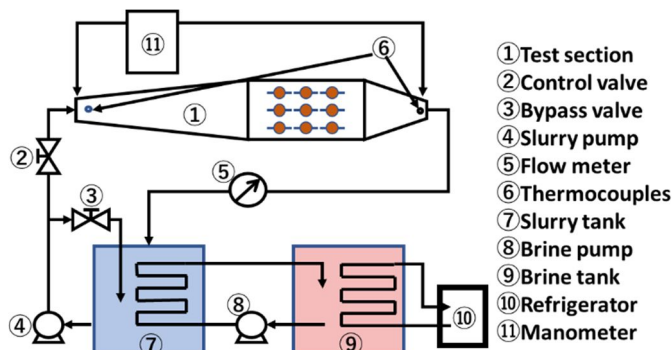 ⑪
⑥
①
②
③
⑤
④
⑦
⑧
⑨
⑩
①Test section
②Control valve
③Bypass valve
④Slurry pump
⑤Flow meter
⑥Thermocouples
⑦Slurry tank
⑧Brine pump
⑨Brine tank
⑩Refrigerator
⑪Manometer